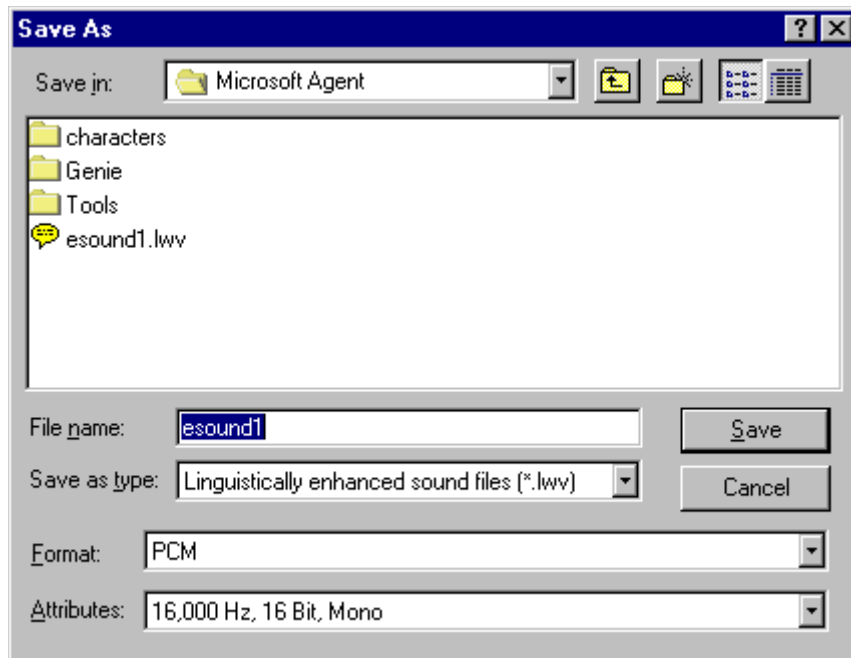 Save As
Save in: Microsoft Agent
characters
Genie
Tools
esound1.lwv
File name: esound1 Save
Save as type: Linguistically enhanced sound files (*.lwv) Cancel
Format: PCM
Attributes: 16,000 Hz, 16 Bit, Mono